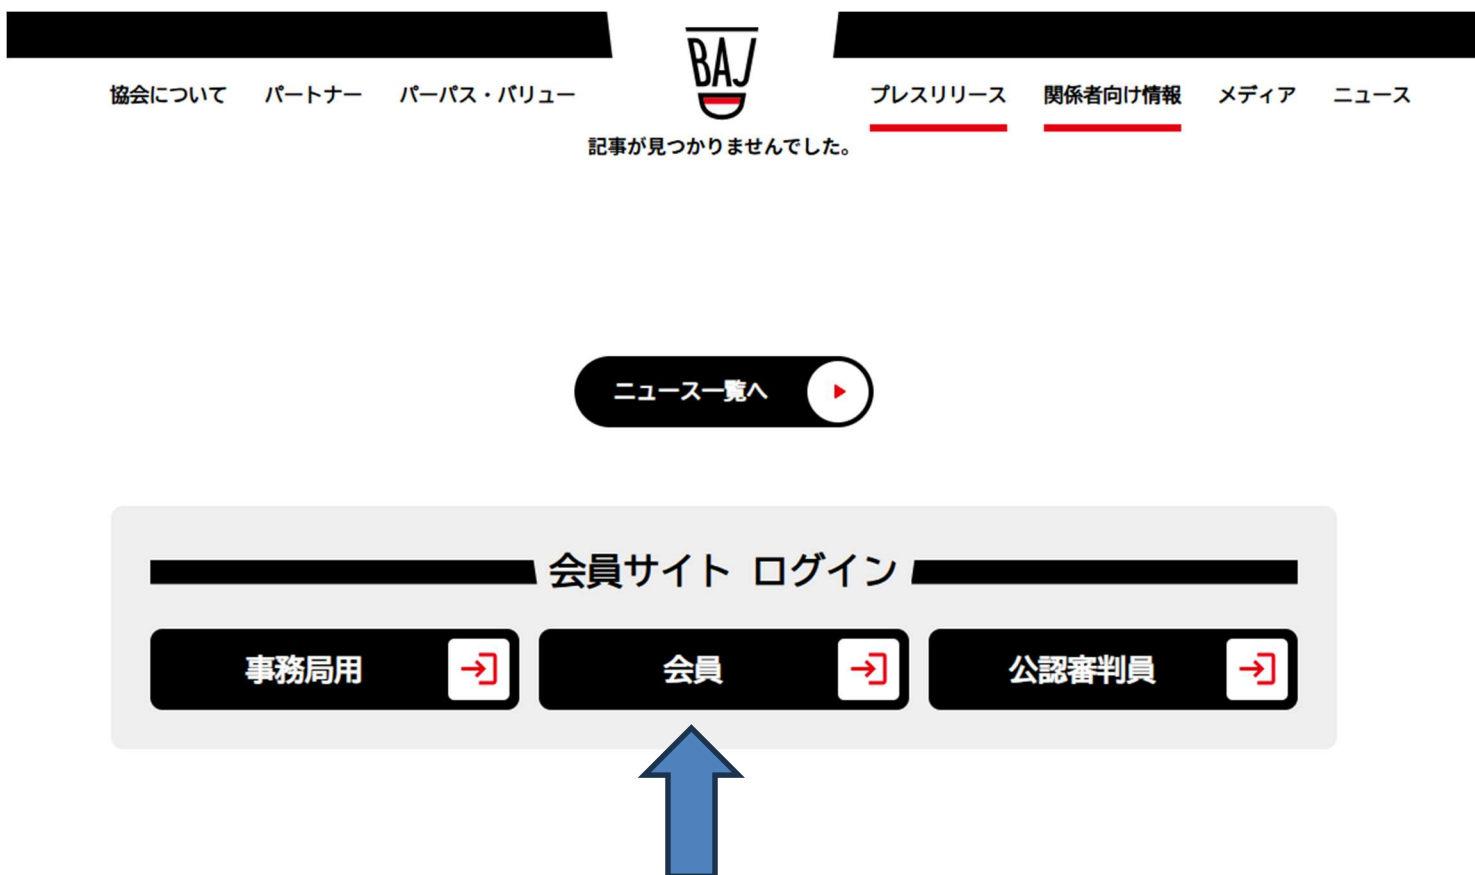 BAJ
協会について
パートナー
パーパス・バリュー
プレスリリース
関係者向け情報
メディア
ニュース
記事が見つかりませんでした。
ニュース一覧へ
会員サイト ログイン
事務局用
会員
公認審判員